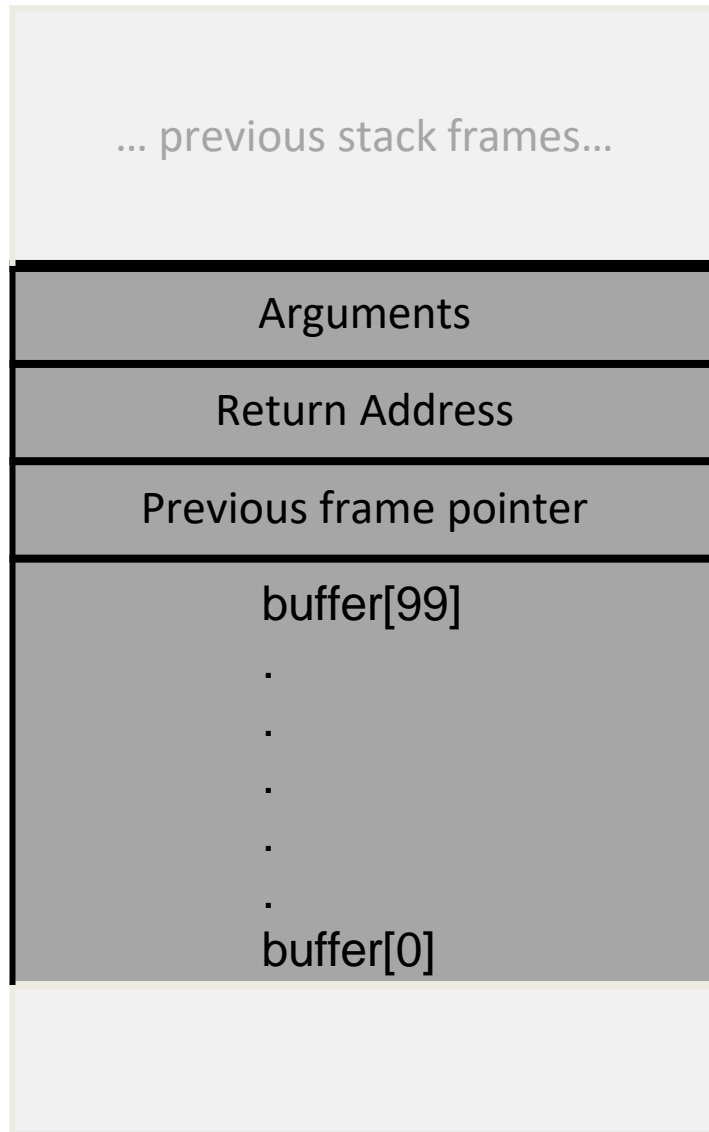 ... previous stack frames...
Arguments
Return Address
Previous frame pointer
buffer[99]
.
.
.
.
.
buffer[0]